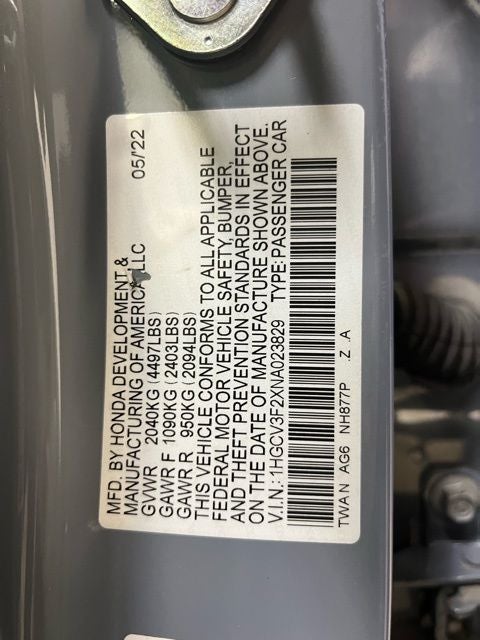 MFD. BY HONDA DEVELOPMENT & 05/22
MANUFACTURING OF AMERICA, LLC
GVWR 2040KG (4497LBS)
GAWR F 1090KG (2403LBS)
GAWR R 950KG (2094LBS)
THIS VEHICLE CONFORMS TO ALL APPLICABLE
FEDERAL MOTOR VEHICLE SAFETY, BUMPER,
AND THEFT PREVENTION STANDARDS IN EFFECT
ON THE DATE OF MANUFACTURE SHOWN ABOVE.
V.I.N.: 1HGCV3F2XNA023829 TYPE: PASSENGER CAR
TWAN AG6 NH877P .Z .A